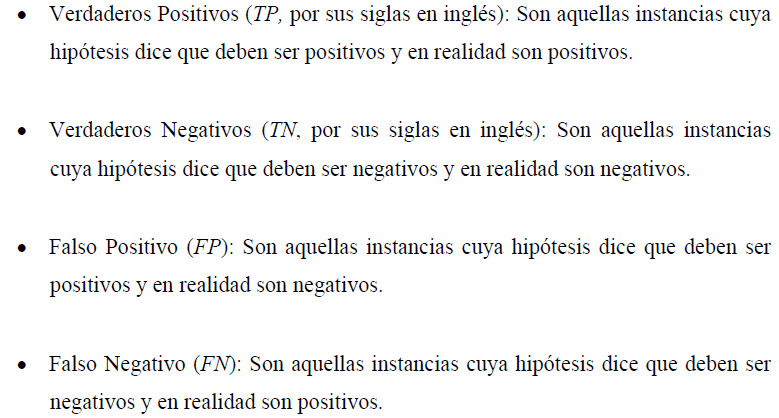 • Verdaderos Positivos (TP, por sus siglas en inglés): Son aquellas instancias cuya
hipótesis dice que deben ser positivos y en realidad son positivos.
• Verdaderos Negativos (TN, por sus siglas en inglés): Son aquellas instancias
cuya hipótesis dice que deben ser negativos y en realidad son negativos.
• Falso Positivo (FP): Son aquellas instancias cuya hipótesis dice que deben ser
positivos y en realidad son negativos.
• Falso Negativo (FN): Son aquellas instancias cuya hipótesis dice que deben ser
negativos y en realidad son positivos.